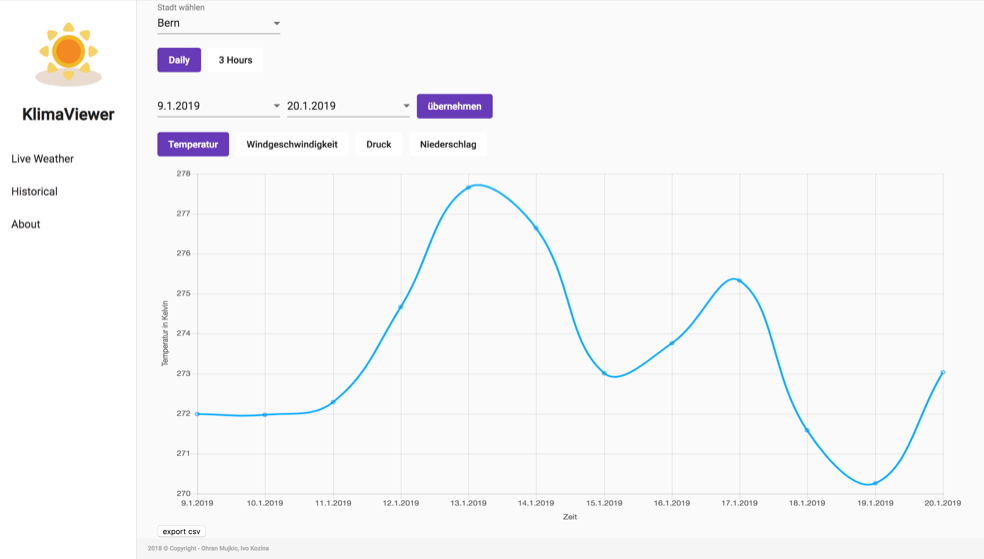 Stadt wählen
Bern
Daily 3 Hours
KlimaViewer
9.1.2019 20.1.2019 übernehmen
Live Weather
Historical
About
Temperatur Windgeschwindigkeit Druck Niederschlag
278
277
276
275
274
273
272
271
270
Temperatur in Kelvin
9.1.2019 10.1.2019 11.1.2019 12.1.2019 13.1.2019 14.1.2019 15.1.2019 16.1.2019 17.1.2019 18.1.2019 19.1.2019 20.1.2019
Zeit
export csv
2018 © Copyright - Ohran Mujkic, Ivo Kozina